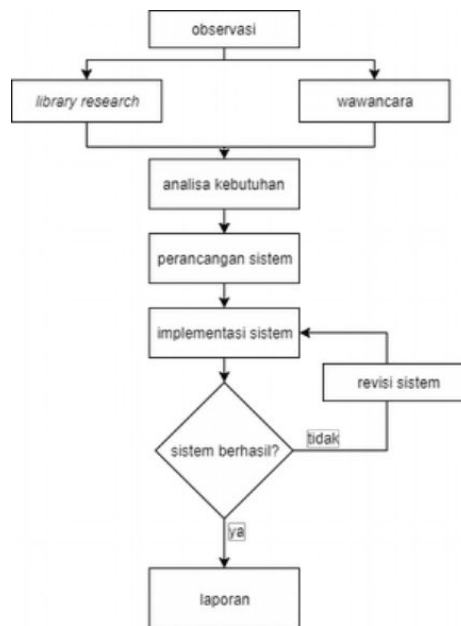 observasi
library research
wawancara
analisa kebutuhan
perancangan sistem
implementasi sistem
revisi sistem
sistem berhasil?
tidak
ya
laporan